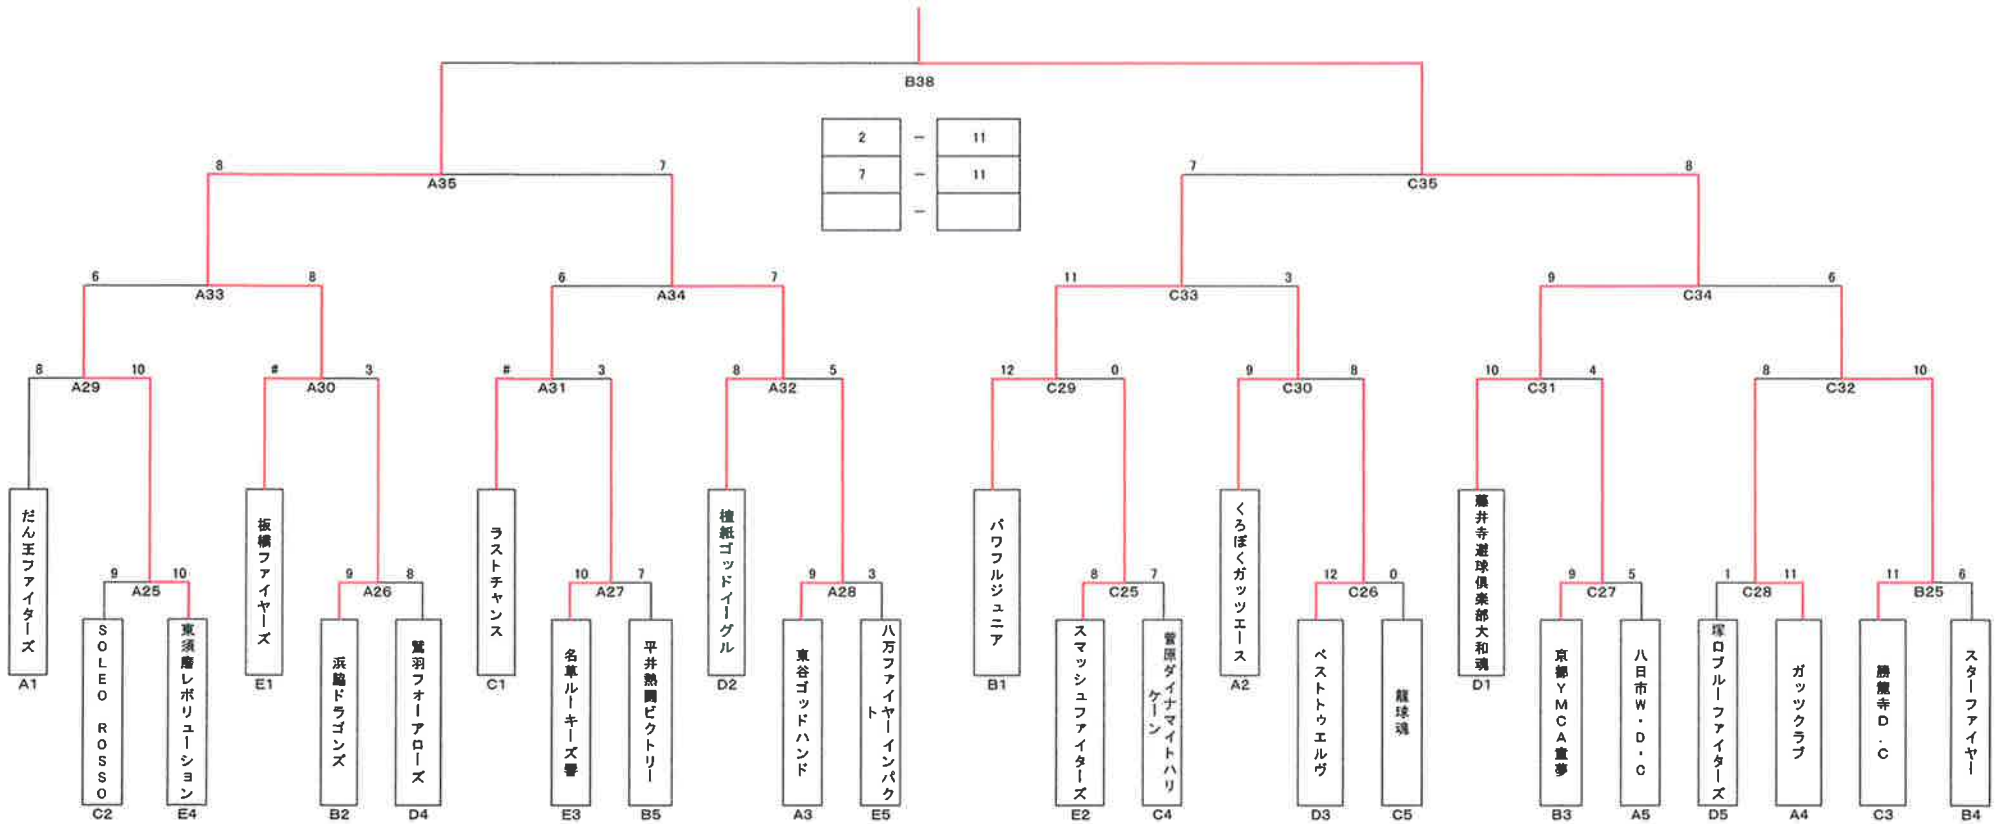 B38
2 - 11
7 - 11
-
8 A35 7
7 C35 8
6 A33 8
6 A34 7
11 C33 3
9 C34 6
8 A29 10
# A30 3
# A31 3
8 A32 5
12 C29 0
9 C30 8
10 C31 4
8 C32 10
だん王ファイターズ
A1
板橋ファイヤーズ
E1
ラストチャンス
C1
檀紙ゴッドイーグル
D2
パワフルジュニア
B1
くろぼくガッツエース
A2
藤井寺避球倶楽部大和魂
D1
9 A25 10
9 A26 8
10 A27 7
9 A28 3
8 C25 7
12 C26 0
9 C27 5
1 C28 11
11 B25 6
SOLEO ROSSO
C2
東須磨レボリューション
E4
浜脇ドラゴンズ
B2
鷲羽フォーアローズ
D4
名草ルーキーズ響
E3
平井熱闘ビクトリー
B5
東谷ゴッドハンド
A3
八万ファイヤーインパクト
E5
スマッシュファイターズ
E2
菅原ダイナマイトハリケーン
C4
ベストトゥエルヴ
D3
龍球魂
C5
京都YMCA童夢
B3
八日市W・D・C
A5
塚口ブルーファイターズ
D5
ガッツクラブ
A4
勝龍寺D.C
C3
スターファイヤー
B4